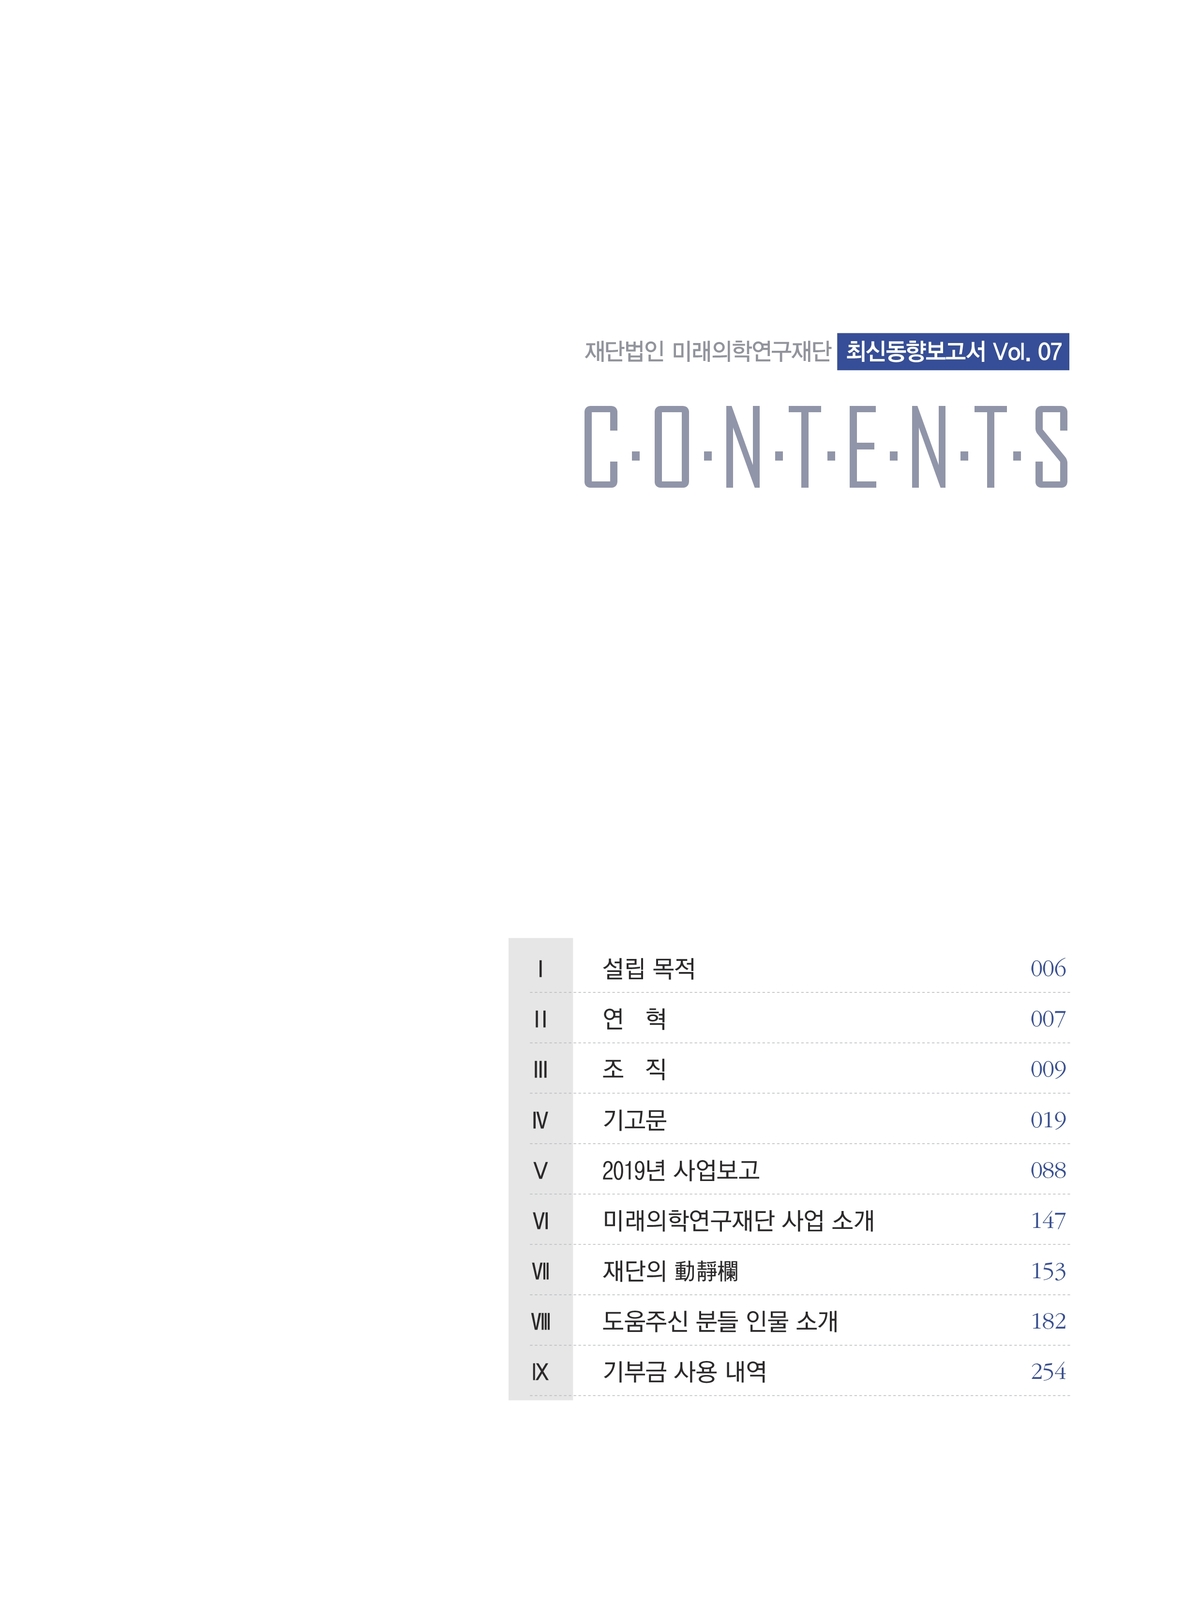 재단법인 미래의학연구재단 최신동향보고서 Vol. 07
C·O·N·T·E·N·T·S
Ⅰ 설립 목적 006
Ⅱ 연 혁 007
Ⅲ 조 직 009
Ⅳ 기고문 019
Ⅴ 2019년 사업보고 088
Ⅵ 미래의학연구재단 사업 소개 147
Ⅶ 재단의 動靜欄 153
Ⅷ 도움주신 분들 인물 소개 182
Ⅸ 기부금 사용 내역 254